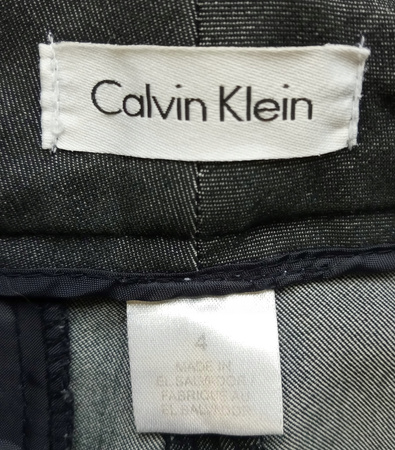 Calvin Klein
4
MADE IN
EL SALVADOR
FABRIQUÉ AU
EL SALVADOR